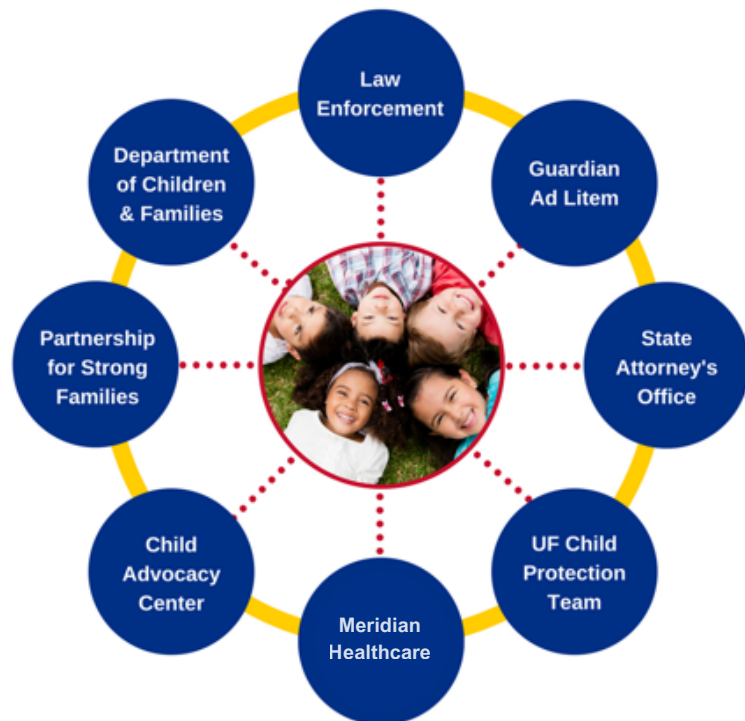 Law
Enforcement
Guardian
Ad Litem
State
Attorney's
Office
UF Child
Protection
Team
Meridian
Healthcare
Child
Advocacy
Center
Partnership
for Strong
Families
Department
of Children
& Families